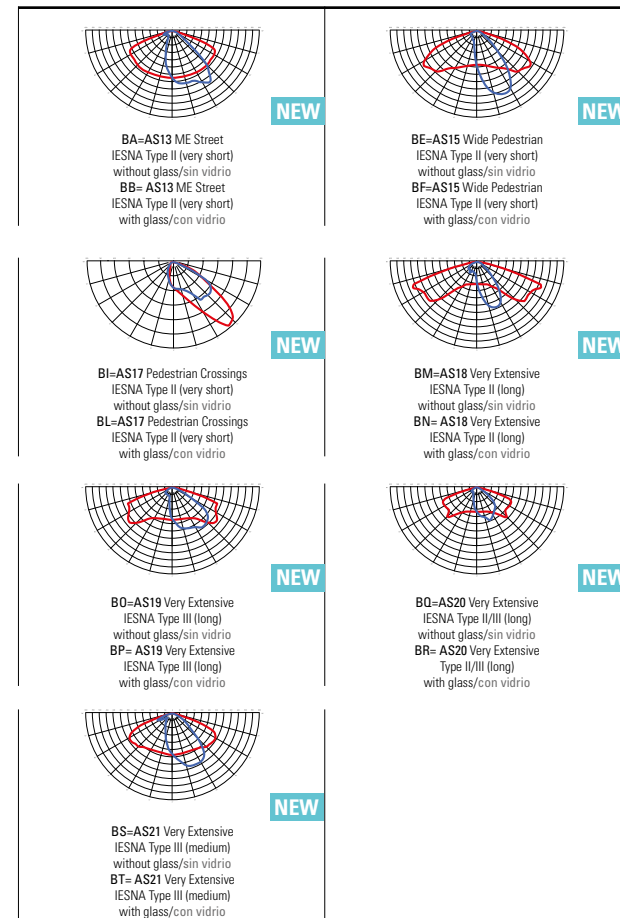 NEW
BA=AS13 ME Street
IESNA Type II (very short)
without glass/sin vidrio
BB= AS13 ME Street
IESNA Type II (very short)
with glass/con vidrio
NEW
BE=AS15 Wide Pedestrian
IESNA Type II (very short)
without glass/sin vidrio
BF=AS15 Wide Pedestrian
IESNA Type II (very short)
with glass/con vidrio
NEW
BI=AS17 Pedestrian Crossings
IESNA Type II (very short)
without glass/sin vidrio
BL=AS17 Pedestrian Crossings
IESNA Type II (very short)
with glass/con vidrio
NEW
BM=AS18 Very Extensive
IESNA Type II (long)
without glass/sin vidrio
BN= AS18 Very Extensive
IESNA Type II (long)
with glass/con vidrio
NEW
BO=AS19 Very Extensive
IESNA Type III (long)
without glass/sin vidrio
BP= AS19 Very Extensive
IESNA Type III (long)
with glass/con vidrio
NEW
BQ=AS20 Very Extensive
IESNA Type II/III (long)
without glass/sin vidrio
BR= AS20 Very Extensive
Type II/III (long)
with glass/con vidrio
NEW
BS=AS21 Very Extensive
IESNA Type III (medium)
without glass/sin vidrio
BT= AS21 Very Extensive
IESNA Type III (medium)
with glass/con vidrio